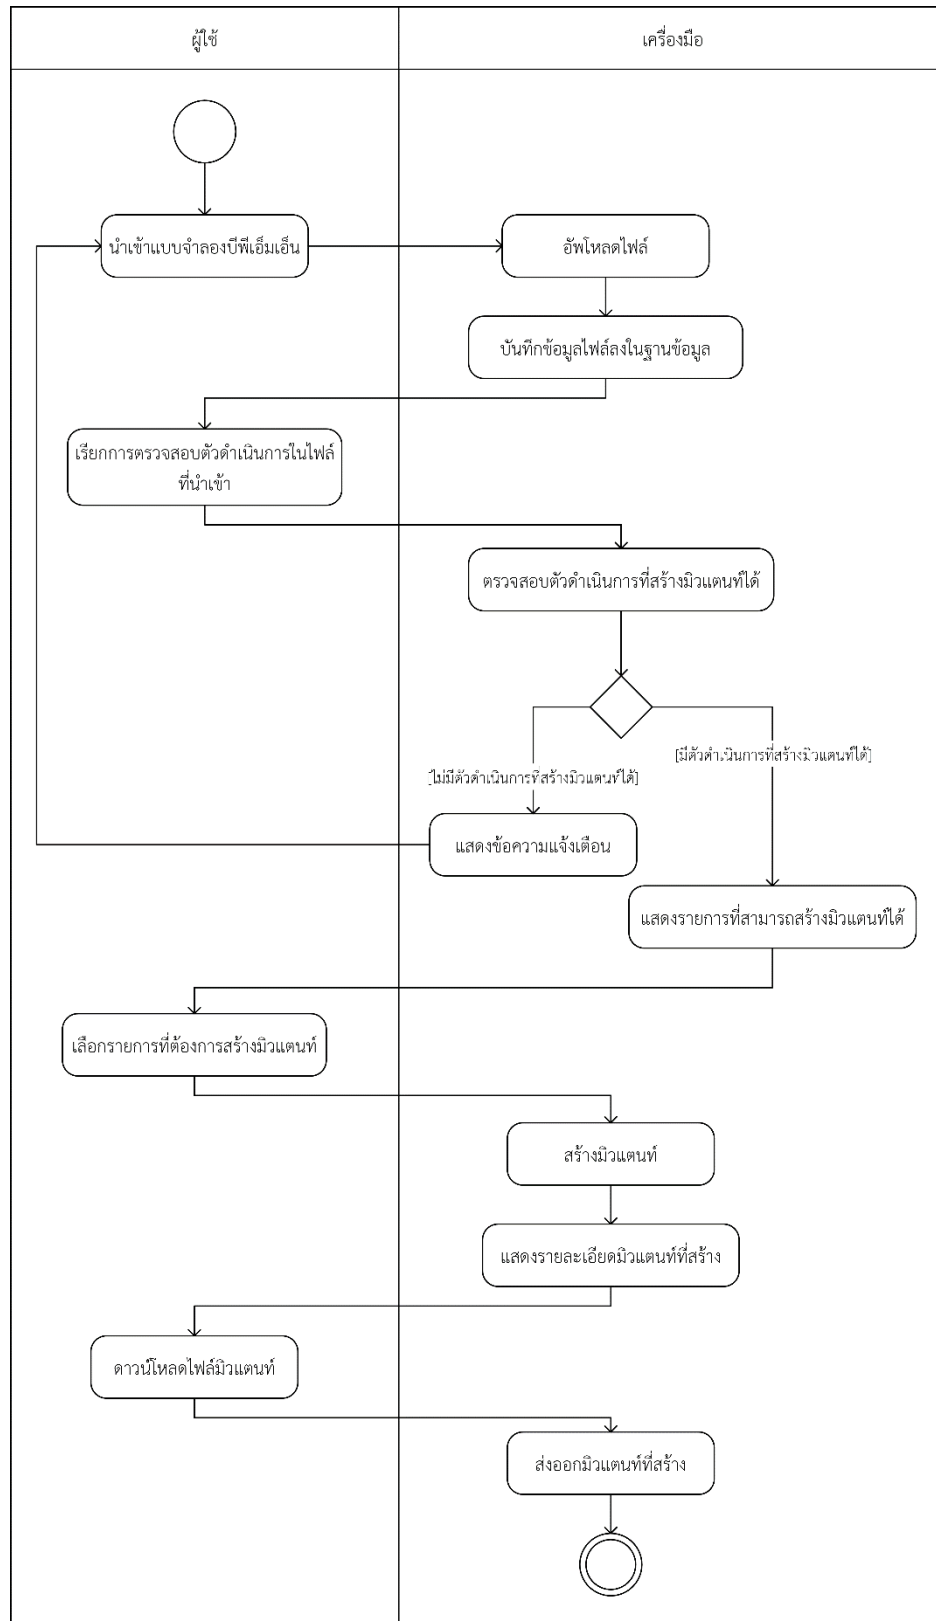 ผู้ใช้
เครื่องมือ
นำเข้าแบบจำลองบีพีเอ็มเอ็น
อัพโหลดไฟล์
บันทึกข้อมูลไฟล์ลงในฐานข้อมูล
เรียกการตรวจสอบตัวดำเนินการในไฟล์
ที่นำเข้า
ตรวจสอบตัวดำเนินการที่สร้างมิวแตนท์ได้
[มีตัวดำเนินการที่สร้างมิวแตนท์ได้]
[ไม่มีตัวดำเนินการที่สร้างมิวแตนท์ได้]
แสดงข้อความแจ้งเตือน
แสดงรายการที่สามารถสร้างมิวแตนท์ได้
เลือกรายการที่ต้องการสร้างมิวแตนท์
สร้างมิวแตนท์
แสดงรายละเอียดมิวแตนท์ที่สร้าง
ดาวน์โหลดไฟล์มิวแตนท์
ส่งออกมิวแตนท์ที่สร้าง